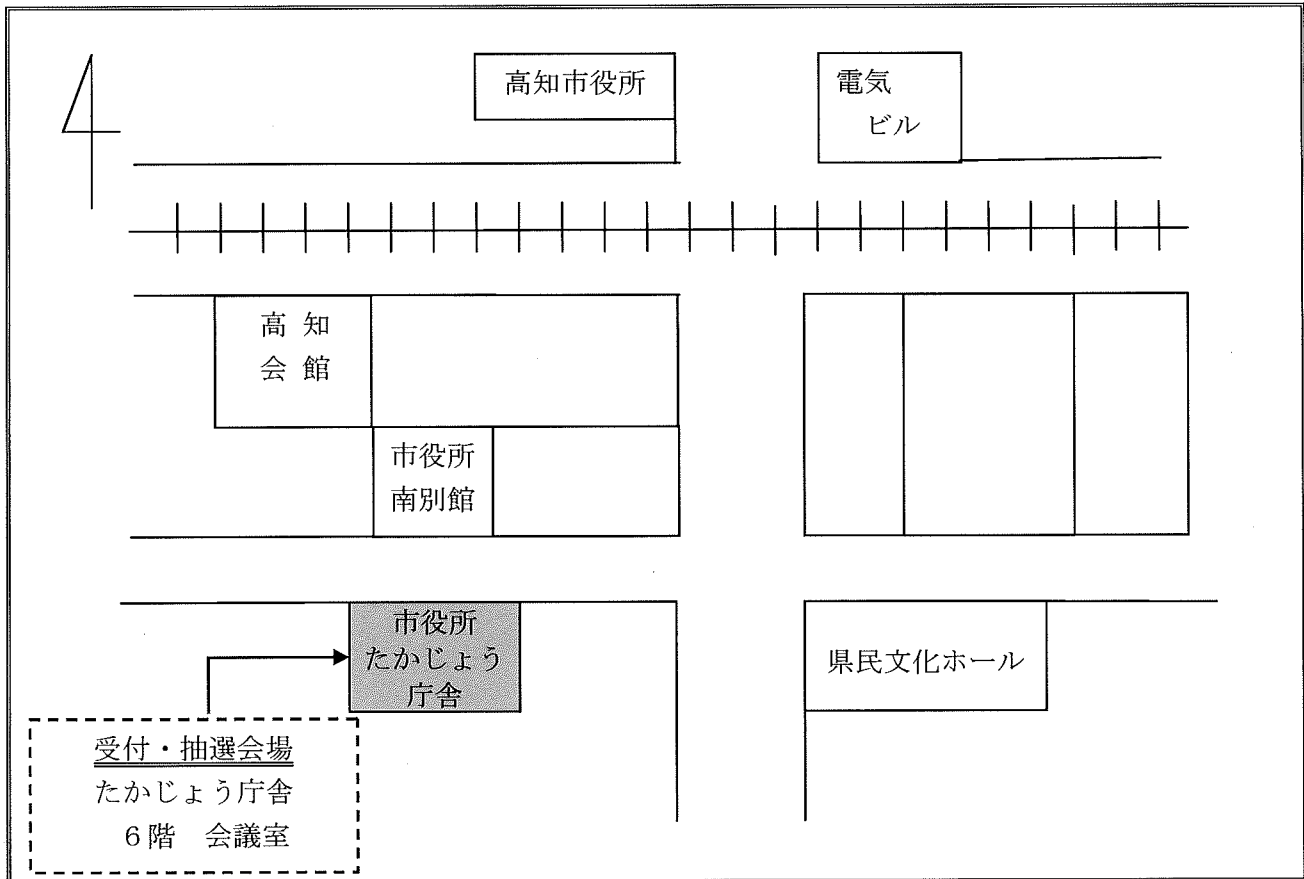 高知市役所
電気
ビル
高 知
会 館
市役所
南別館
市役所
たかじょう
庁舎
県民文化ホール
受付・抽選会場
たかじょう庁舎
6階 会議室